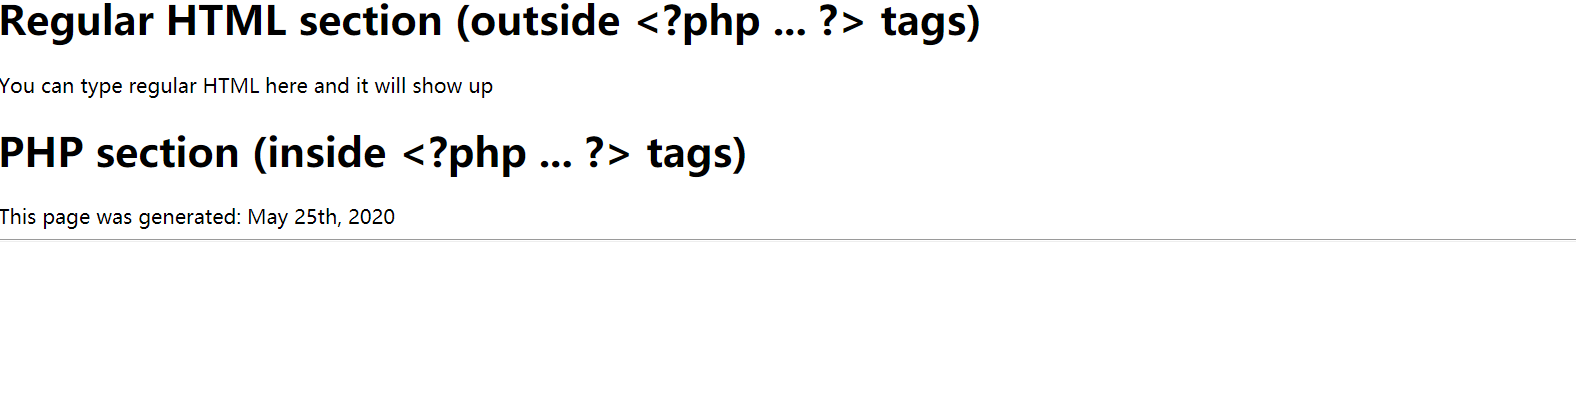 Regular HTML section (outside <?php ... ?> tags)
You can type regular HTML here and it will show up
PHP section (inside <?php ... ?> tags)
This page was generated: May 25th, 2020